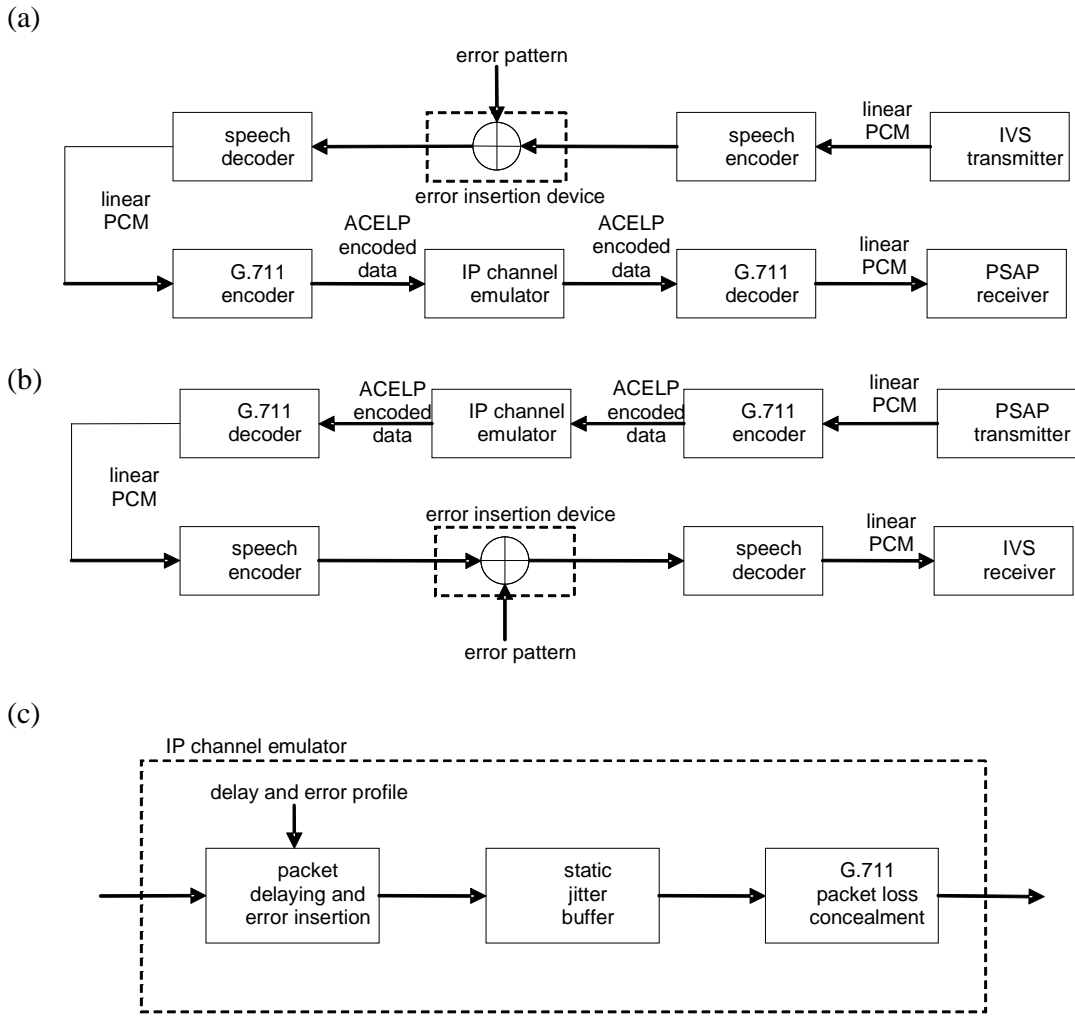 (a)
error pattern
speech
decoder
speech
encoder
linear
PCM
IVS
transmitter
error insertion device
linear
PCM
G.711
encoder
ACELP
encoded
data
IP channel
emulator
ACELP
encoded
data
G.711
decoder
linear
PCM
PSAP
receiver
(b)
G.711
decoder
ACELP
encoded
data
IP channel
emulator
ACELP
encoded
data
G.711
encoder
linear
PCM
PSAP
transmitter
linear
PCM
error insertion device
speech
encoder
speech
decoder
linear
PCM
IVS
receiver
error pattern
(c)
IP channel emulator
delay and error profile
packet
delaying and
error insertion
static
jitter
buffer
G.711
packet loss
concealment